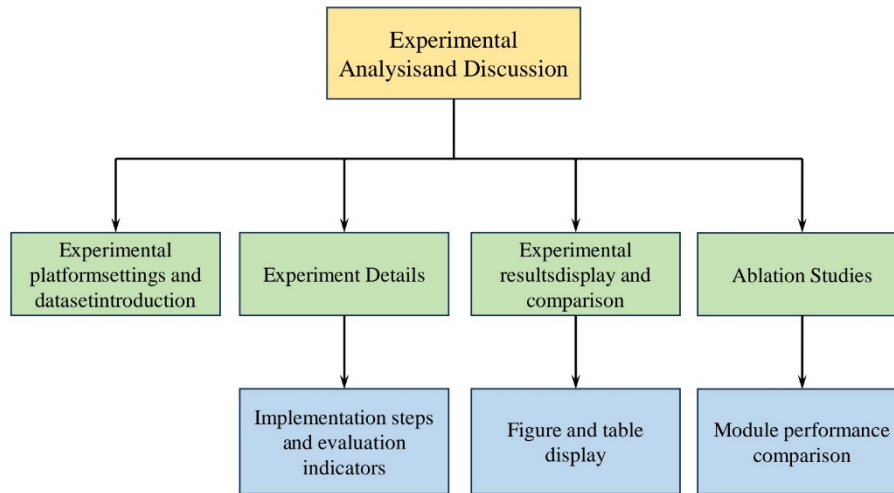 Experimental
Analysisand Discussion
Experimental
platformsettings and
datasetintroduction
Experiment Details
Experimental
resultsdisplay and
comparison
Ablation Studies
Implementation steps
and evaluation
indicators
Figure and table
display
Module performance
comparison